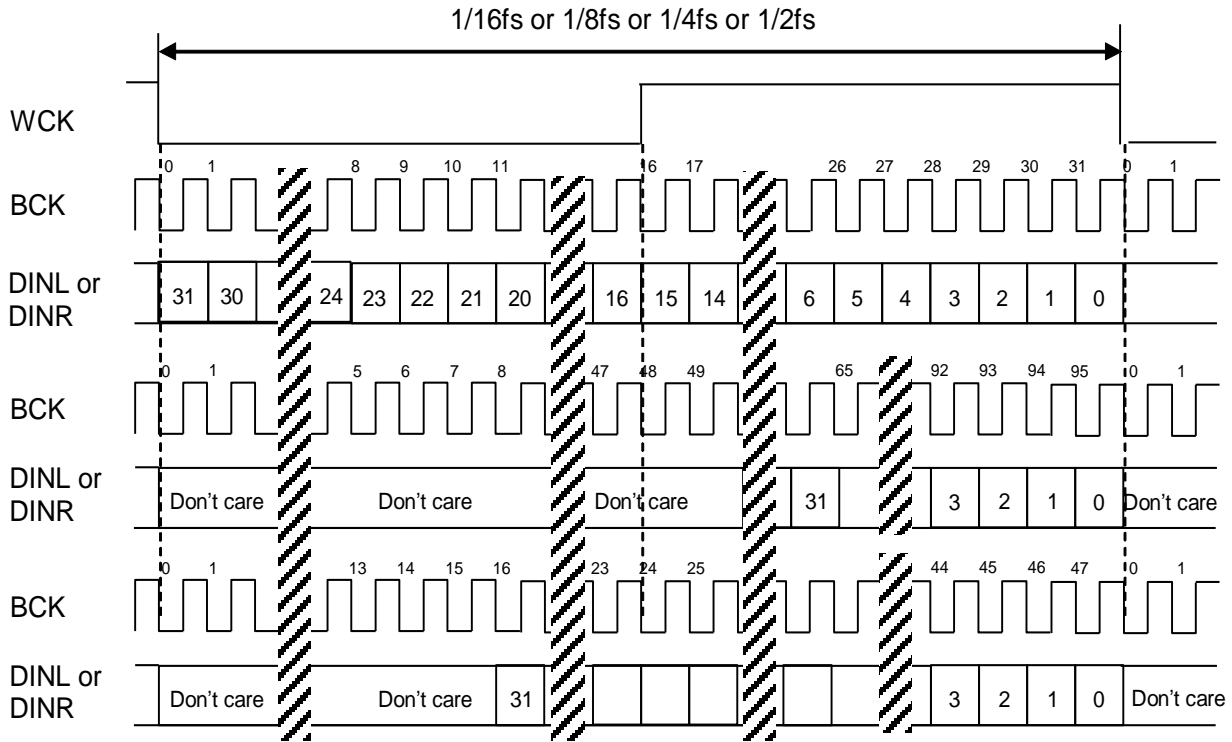 1/16fs or 1/8fs or 1/4fs or 1/2fs
WCK
0 1 8 9 10 11 16 17 26 27 28 29 30 31 0 1
BCK
DINL or
DINR
31 30 24 23 22 21 20 16 15 14 6 5 4 3 2 1 0
0 1 5 6 7 8 47 48 49 65 92 93 94 95 0 1
BCK
DINL or
DINR
Don't care Don't care Don't care 31 3 2 1 0 Don't care
0 1 13 14 15 16 23 24 25 44 45 46 47 0 1
BCK
DINL or
DINR
Don't care Don't care 31 3 2 1 0 Don't care